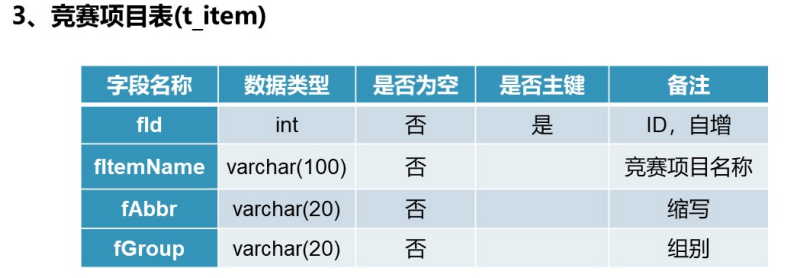 3、竞赛项目表(t_item)
字段名称 数据类型 是否为空 是否主键 备注
fId int 否 是 ID，自增
fItemName varchar(100) 否 竞赛项目名称
fAbbr varchar(20) 否 缩写
fGroup varchar(20) 否 组别